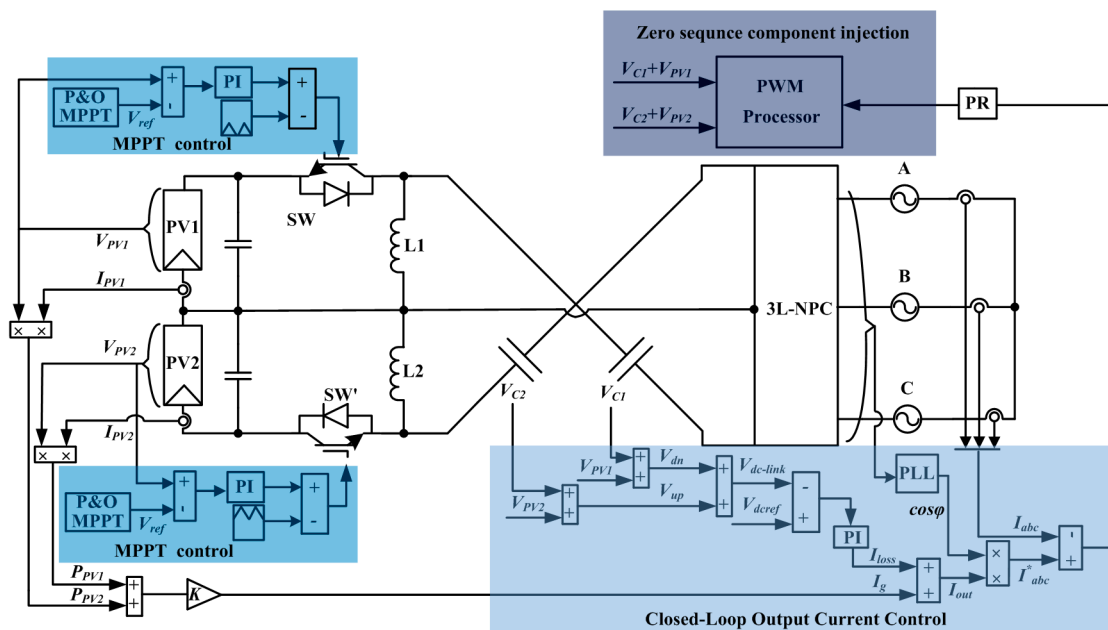 Zero sequnce component injection
V_C1+V_PV1
V_C2+V_PV2
PWM
Processor
PR
P&O
MPPT
V_ref
+
-
PI
+
-
MPPT control
SW
PV1
V_PV1
I_PV1
L1
A
B
C
3L-NPC
× ×
PV2
V_PV2
I_PV2
L2
SW'
× ×
V_C2
V_C1
P&O
MPPT
V_ref
+
-
PI
+
-
MPPT control
V_PV1
+
+
V_dn
V_PV2
+
+
V_up
+
+
V_dc-link
V_dcref
-
+
PI
PLL
cosφ
I_loss
I_g
+
+
I_out
×
×
I_abc
I*_abc
-
+
P_PV1
P_PV2
+
+
K
Closed-Loop Output Current Control